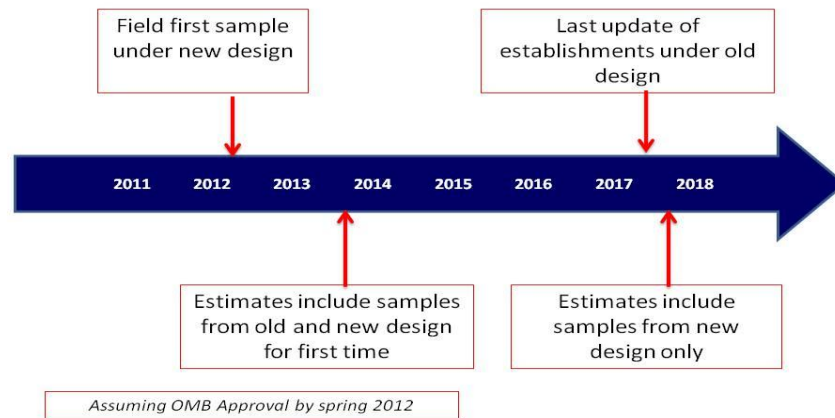 Field first sample
under new design
Last update of
establishments under old
design
2011 2012 2013 2014 2015 2016 2017 2018
Estimates include samples
from old and new design
for first time
Estimates include
samples from new
design only
Assuming OMB Approval by spring 2012